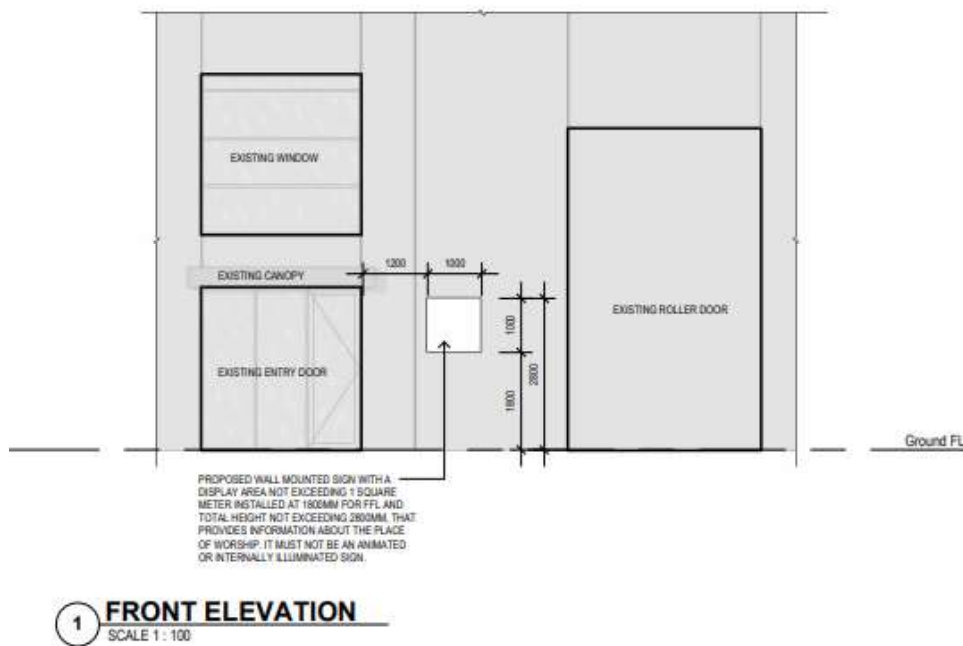 EXISTING WINDOW
EXISTING CANOPY
1200
1000
EXISTING ROLLER DOOR
1000
2800
1800
EXISTING ENTRY DOOR
Ground FL
PROPOSED WALL MOUNTED SIGN WITH A
DISPLAY AREA NOT EXCEEDING 1 SQUARE
METER INSTALLED AT 1800MM FOR FFL AND
TOTAL HEIGHT NOT EXCEEDING 2800MM, THAT
PROVIDES INFORMATION ABOUT THE PLACE
OF WORSHIP. IT MUST NOT BE AN ANIMATED
OR INTERNALLY ILLUMINATED SIGN.
1
FRONT ELEVATION
SCALE 1 : 100